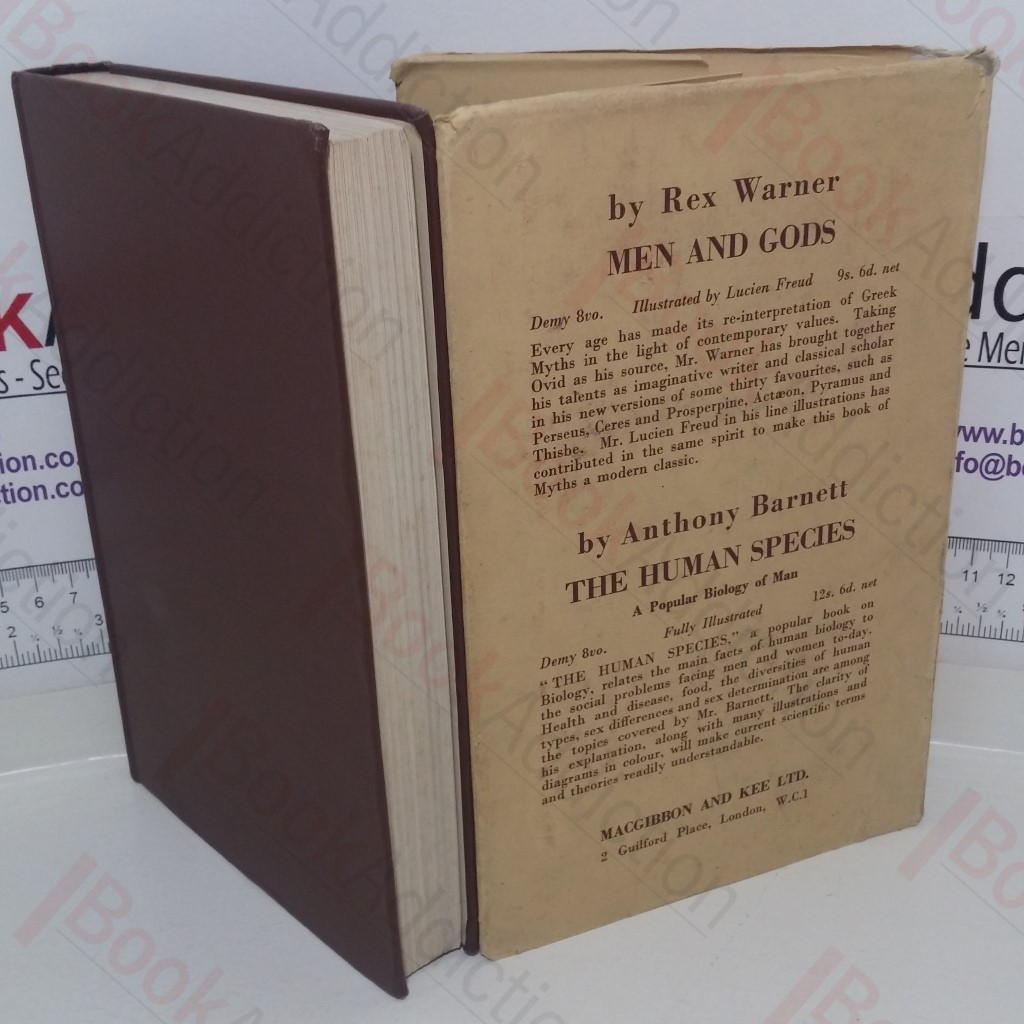 by Rex Warner
MEN AND GODS
Demy 8vo. Illustrated by Lucien Freud 9s. 6d. net
Every age has made its re-interpretation of Greek
Myths in the light of contemporary values. Taking
Ovid as his source, Mr. Warner has brought together
his talents as imaginative writer and classical scholar
in his new versions of some thirty favourites, such as
Perseus, Ceres and Prosperpine, Actæon, Pyramus and
Thisbe. Mr. Lucien Freud in his line illustrations has
contributed in the same spirit to make this book of
Myths a modern classic.
by Anthony Barnett
THE HUMAN SPECIES
A Popular Biology of Man
Demy 8vo. Fully Illustrated 12s. 6d. net
"THE HUMAN SPECIES," a popular book on
Biology, relates the main facts of human biology to
the social problems facing men and women to-day.
Health and disease, food, the diversities of human
types, sex differences and sex determination are among
the topics covered by Mr. Barnett. The clarity of
his explanation, along with many illustrations and
diagrams in colour, will make current scientific terms
and theories readily understandable.
MACGIBBON AND KEE LTD.
2 Guilford Place, London, W.C.1
BookAddiction
5 6 7
2 3
11 12